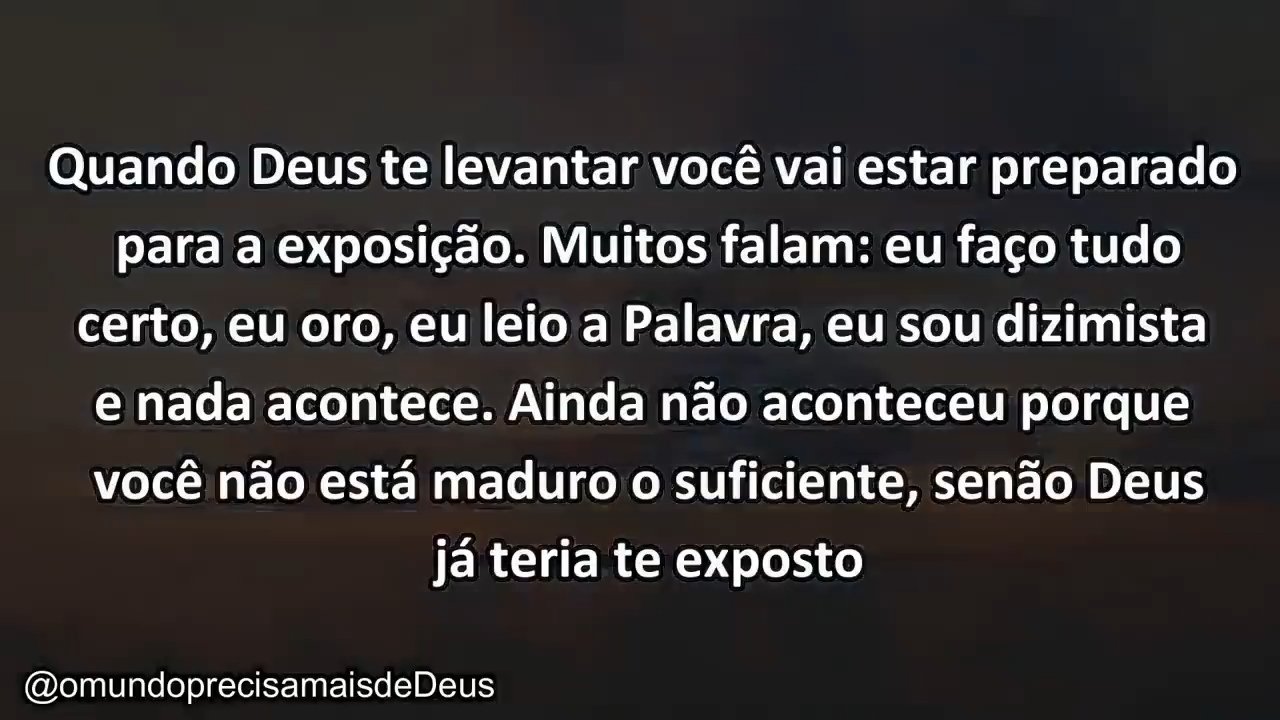 Quando Deus te levantar você vai estar preparado
para a exposição. Muitos falam: eu faço tudo
certo, eu oro, eu leio a Palavra, eu sou dizimista
e nada acontece. Ainda não aconteceu porque
você não está maduro o suficiente, senão Deus
já teria te exposto
@omundoprecisamaisdeDeus